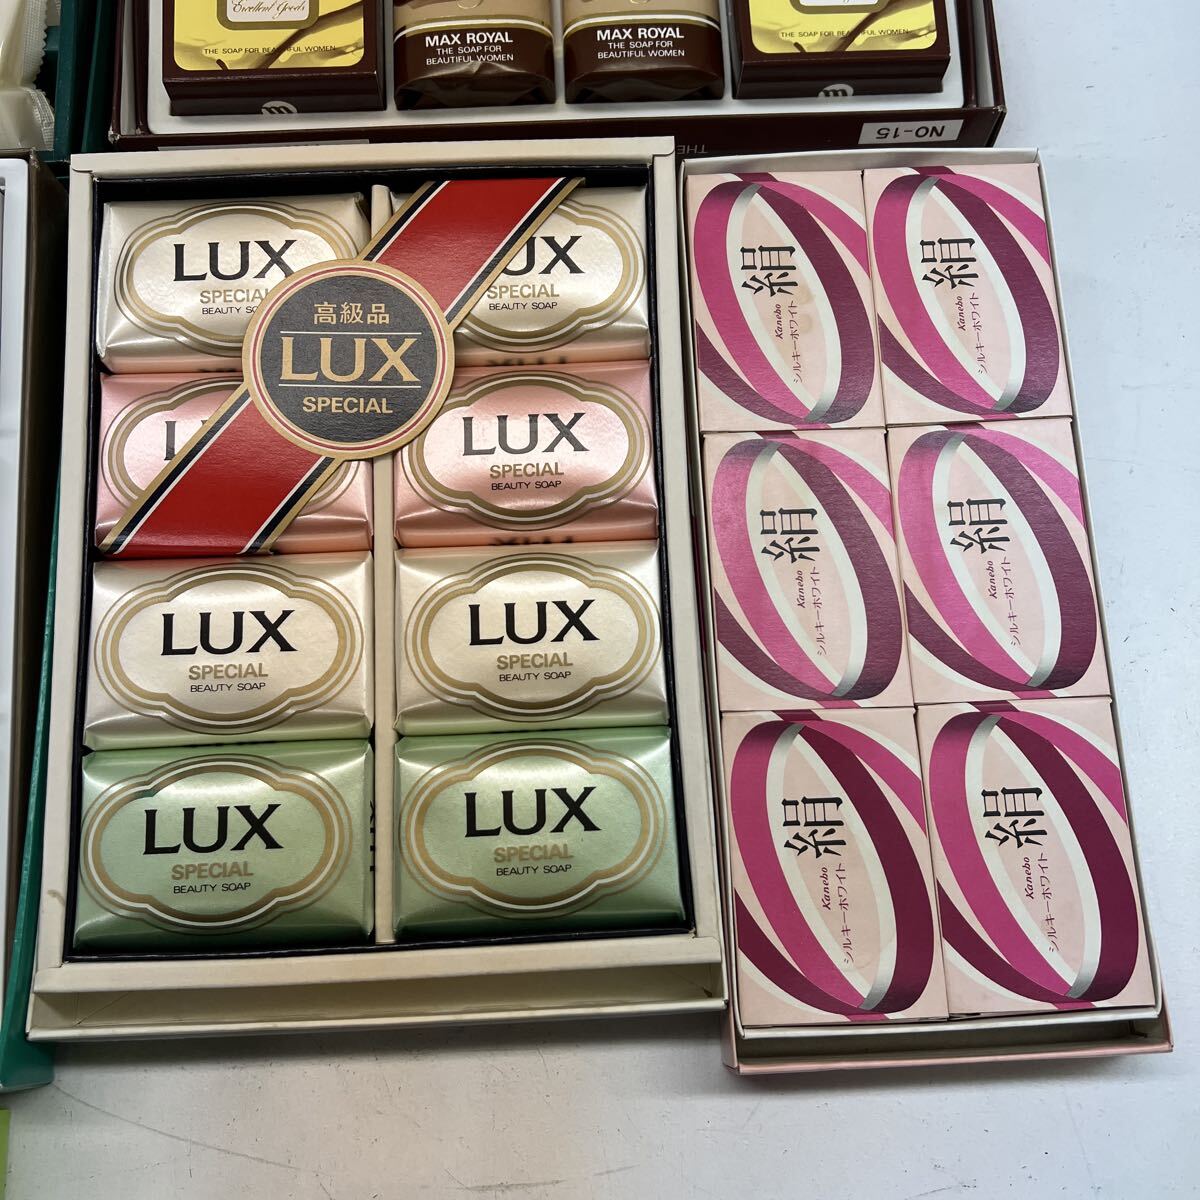 Excellent Goods
THE SOAP FOR BEAUTIFUL WOMEN
MAX ROYAL
THE SOAP FOR
BEAUTIFUL WOMEN
MAX ROYAL
THE SOAP FOR
BEAUTIFUL WOMEN
THE SOAP FOR BEAUTIFUL WOMEN
m
m
NO-15
THE
LUX
SPECIAL
BEAUTY SOAP
UX
SPECIAL
BEAUTY SOAP
高級品
LUX
SPECIAL
LUX
SPECIAL
BEAUTY SOAP
LUX
SPECIAL
BEAUTY SOAP
LUX
SPECIAL
BEAUTY SOAP
LUX
SPECIAL
BEAUTY SOAP
LUX
SPECIAL
BEAUTY SOAP
絹
Kanebo
シルキーホワイト
絹
Kanebo
シルキーホワイト
絹
Kanebo
シルキーホワイト
絹
Kanebo
シルキーホワイト
絹
Kanebo
シルキーホワイト
絹
Kanebo
シルキーホワイト